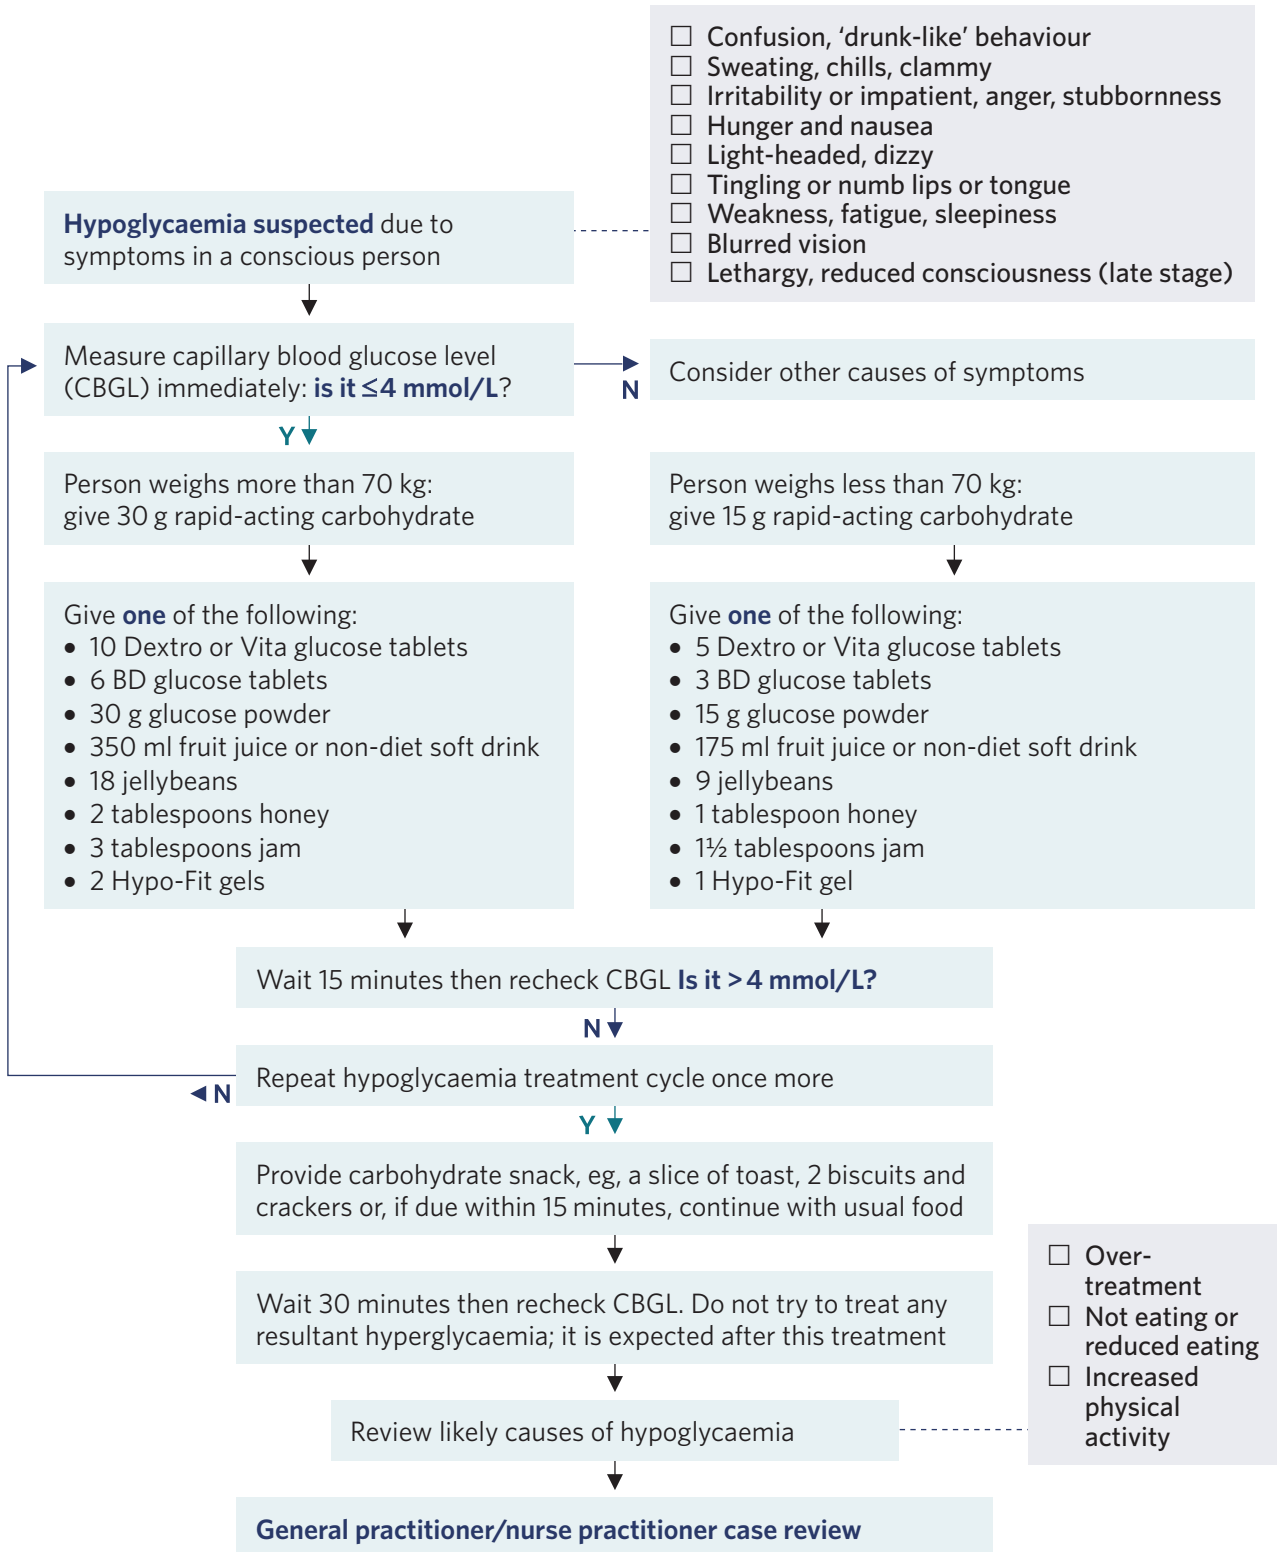 ☐ Confusion, ‘drunk-like’ behaviour
☐ Sweating, chills, clammy
☐ Irritability or impatient, anger, stubbornness
☐ Hunger and nausea
☐ Light-headed, dizzy
☐ Tingling or numb lips or tongue
☐ Weakness, fatigue, sleepiness
☐ Blurred vision
☐ Lethargy, reduced consciousness (late stage)
Hypoglycaemia suspected due to
symptoms in a conscious person
Measure capillary blood glucose level
(CBGL) immediately: is it ≤4 mmol/L?
N
Consider other causes of symptoms
Y
Person weighs more than 70 kg:
give 30 g rapid-acting carbohydrate
Person weighs less than 70 kg:
give 15 g rapid-acting carbohydrate
Give one of the following:
• 10 Dextro or Vita glucose tablets
• 6 BD glucose tablets
• 30 g glucose powder
• 350 ml fruit juice or non-diet soft drink
• 18 jellybeans
• 2 tablespoons honey
• 3 tablespoons jam
• 2 Hypo-Fit gels
Give one of the following:
• 5 Dextro or Vita glucose tablets
• 3 BD glucose tablets
• 15 g glucose powder
• 175 ml fruit juice or non-diet soft drink
• 9 jellybeans
• 1 tablespoon honey
• 1½ tablespoons jam
• 1 Hypo-Fit gel
Wait 15 minutes then recheck CBGL Is it >4 mmol/L?
N
Repeat hypoglycaemia treatment cycle once more
N
Y
Provide carbohydrate snack, eg, a slice of toast, 2 biscuits and
crackers or, if due within 15 minutes, continue with usual food
Wait 30 minutes then recheck CBGL. Do not try to treat any
resultant hyperglycaemia; it is expected after this treatment
☐ Over-
treatment
☐ Not eating or
reduced eating
☐ Increased
physical
activity
Review likely causes of hypoglycaemia
General practitioner/nurse practitioner case review